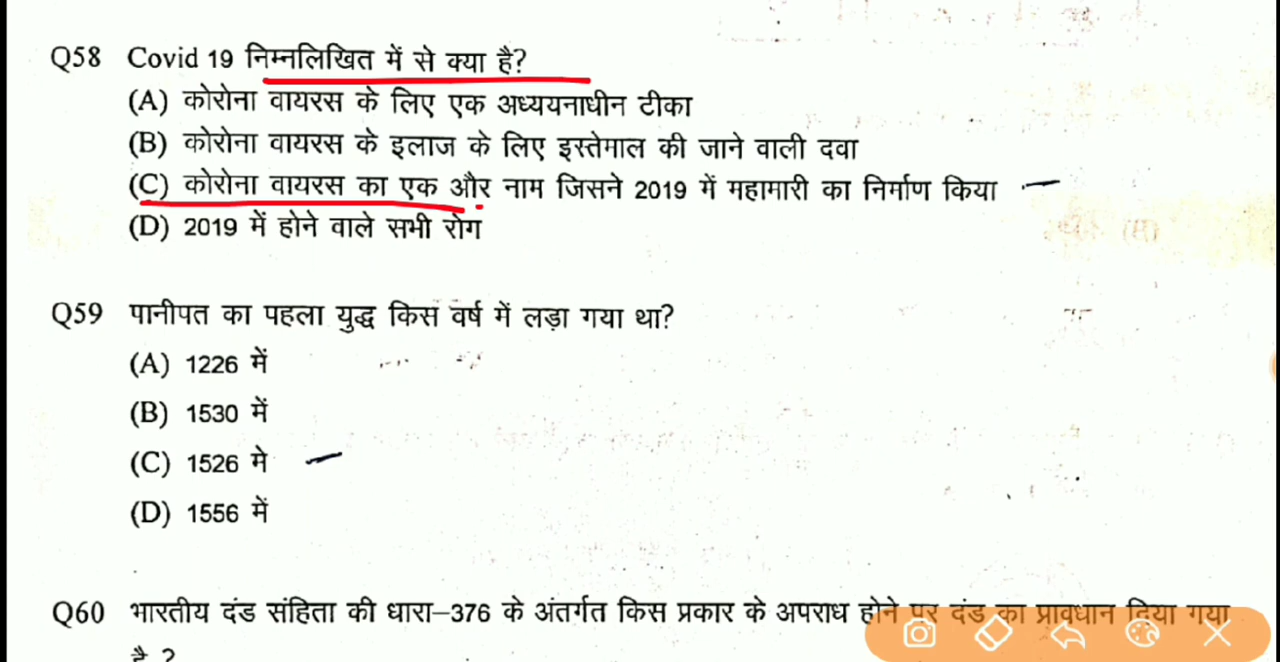 Q58 Covid 19 निम्नलिखित में से क्या है?
(A) कोरोना वायरस के लिए एक अध्ययनाधीन टीका
(B) कोरोना वायरस के इलाज के लिए इस्तेमाल की जाने वाली दवा
(C) कोरोना वायरस का एक और नाम जिसने 2019 में महामारी का निर्माण किया
(D) 2019 में होने वाले सभी रोग
Q59 पानीपत का पहला युद्ध किस वर्ष में लड़ा गया था?
(A) 1226 में
(B) 1530 में
(C) 1526 मे
(D) 1556 में
Q60 भारतीय दंड संहिता की धारा–376 के अंतर्गत किस प्रकार के अपराध होने पर दंड का प्रावधान दिया गया
है ?